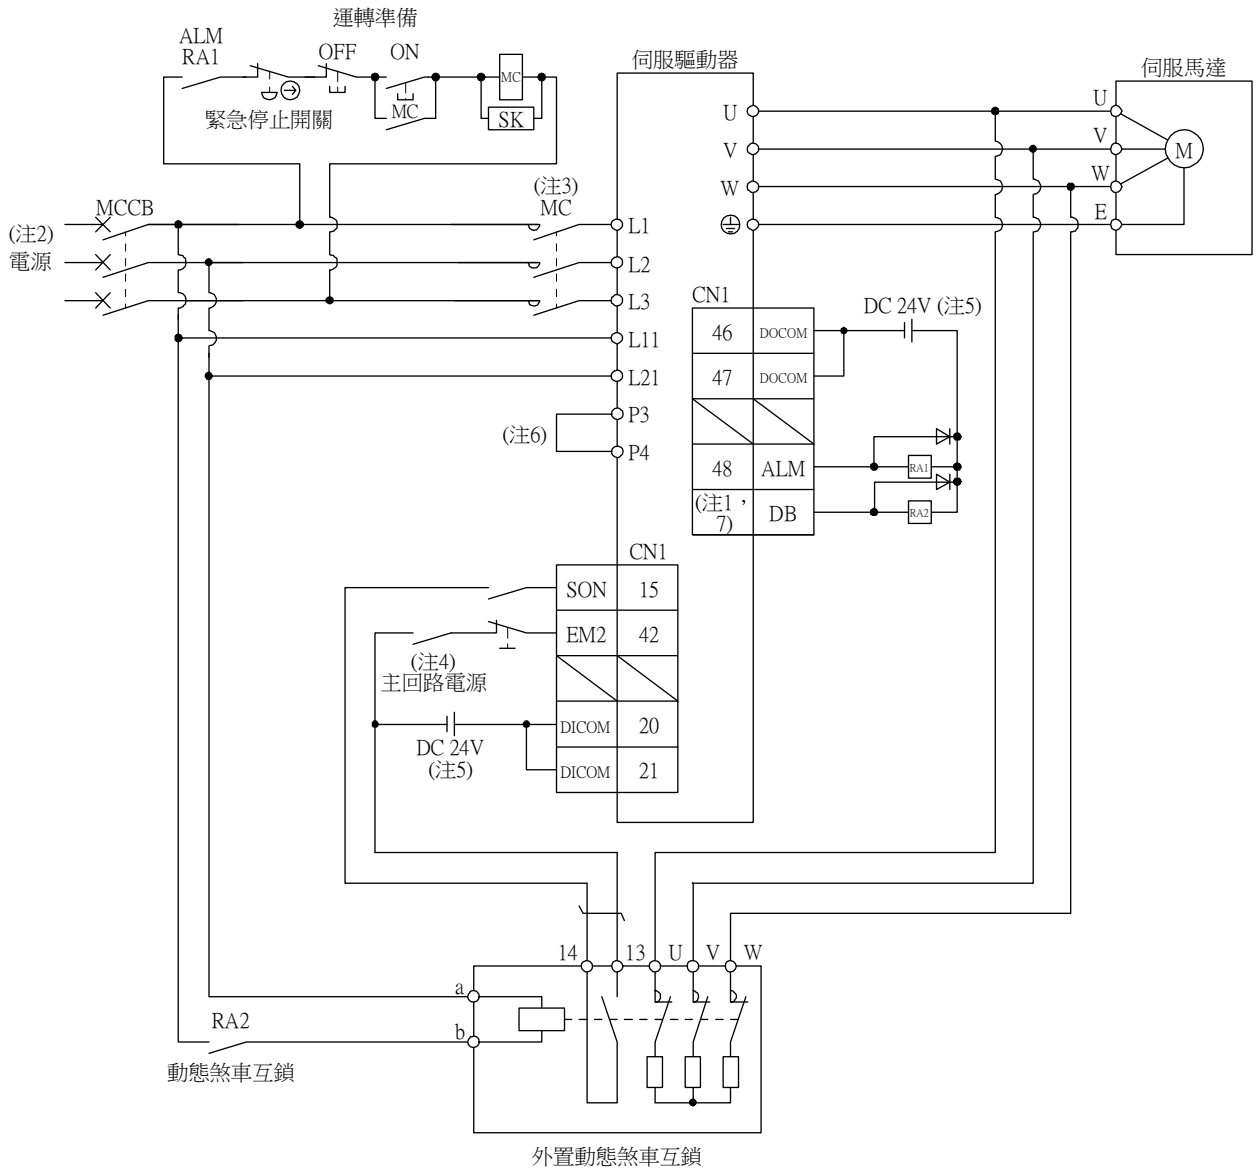 運轉準備
ALM
RA1
OFF
ON
MC
緊急停止開關
MC
SK
伺服驅動器
伺服馬達
U
V
W
U
V
W
E
M
(注3)
MC
MCCB
(注2)
電源
L1
L2
L3
L11
L21
P3
P4
(注6)
CN1
DC 24V (注5)
46 DOCOM
47 DOCOM
48 ALM
RA1
(注1，
7)
DB
RA2
CN1
SON 15
EM2 42
(注4)
主回路電源
DICOM 20
DC 24V
(注5)
DICOM 21
14 13 U V W
a
RA2
b
動態煞車互鎖
外置動態煞車互鎖